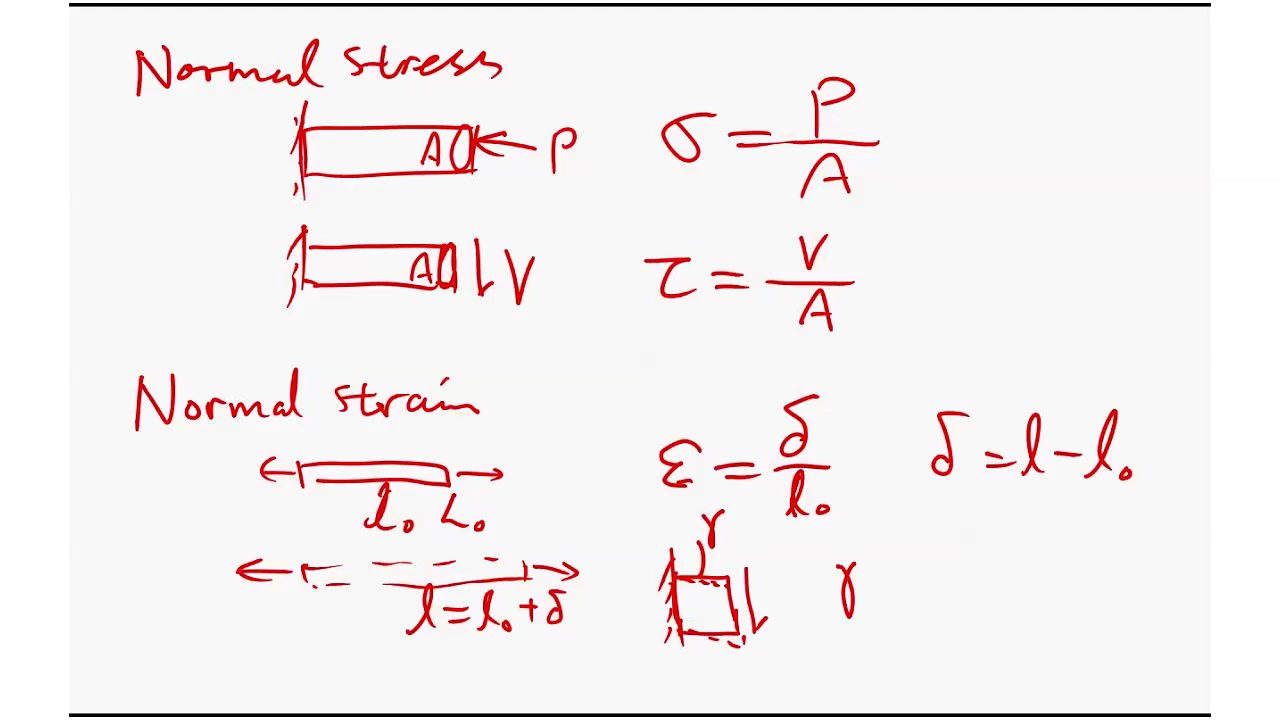 Normal stress
A P σ = P/A
A V τ = V/A
Normal strain
l₀ L₀ ε = δ/l₀ δ = l - l₀
l = l₀ + δ γ γ